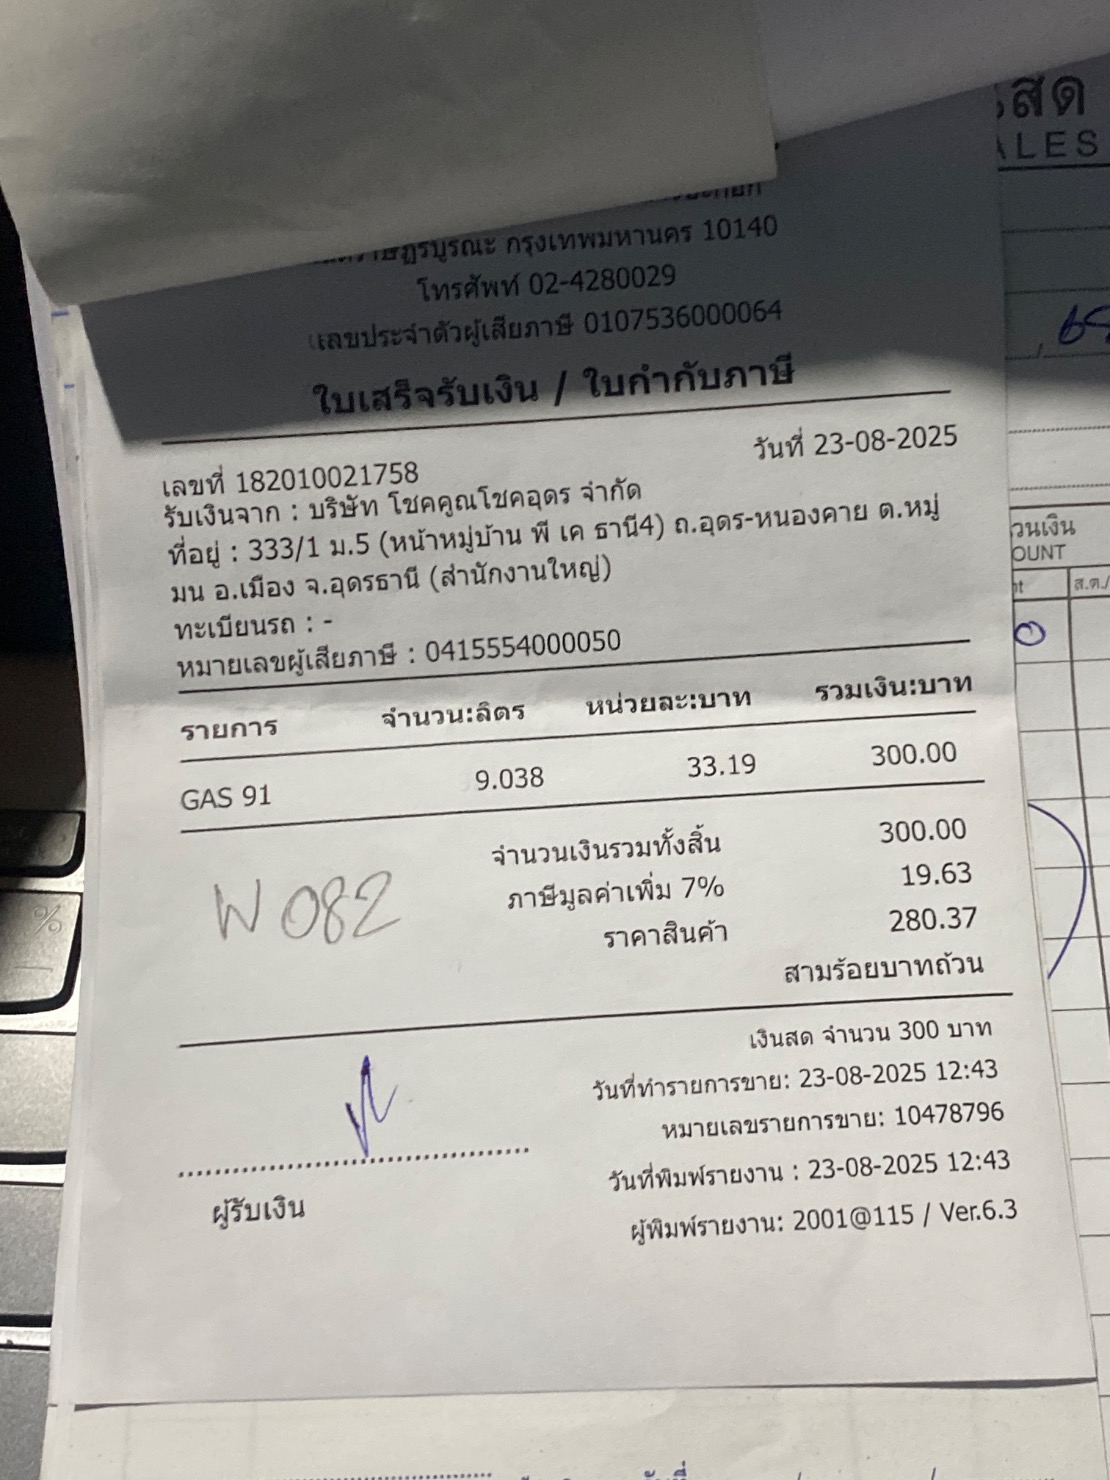 รสด
ALES
ราษฎร์บูรณะ กรุงเทพมหานคร 10140
โทรศัพท์ 02-4280029
เลขประจำตัวผู้เสียภาษี 0107536000064
ใบเสร็จรับเงิน / ใบกำกับภาษี
วันที่ 23-08-2025
เลขที่ 182010021758
รับเงินจาก : บริษัท โชคคูณโชคอุดร จำกัด
ที่อยู่ : 333/1 ม.5 (หน้าหมู่บ้าน พี เค ธานี4) ถ.อุดร-หนองคาย ต.หมู่
มน อ.เมือง จ.อุดรธานี (สำนักงานใหญ่)
ทะเบียนรถ : -
หมายเลขผู้เสียภาษี : 0415554000050
รายการ จำนวน:ลิตร หน่วยละ:บาท รวมเงิน:บาท
GAS 91 9.038 33.19 300.00
จำนวนเงินรวมทั้งสิ้น 300.00
ภาษีมูลค่าเพิ่ม 7% 19.63
ราคาสินค้า 280.37
W 082
สามร้อยบาทถ้วน
เงินสด จำนวน 300 บาท
วันที่ทำรายการขาย: 23-08-2025 12:43
หมายเลขรายการขาย: 10478796
วันที่พิมพ์รายงาน : 23-08-2025 12:43
ผู้รับเงิน
ผู้พิมพ์รายงาน: 2001@115 / Ver.6.3
วนเงิน
OUNT
ส.ต./
68
%